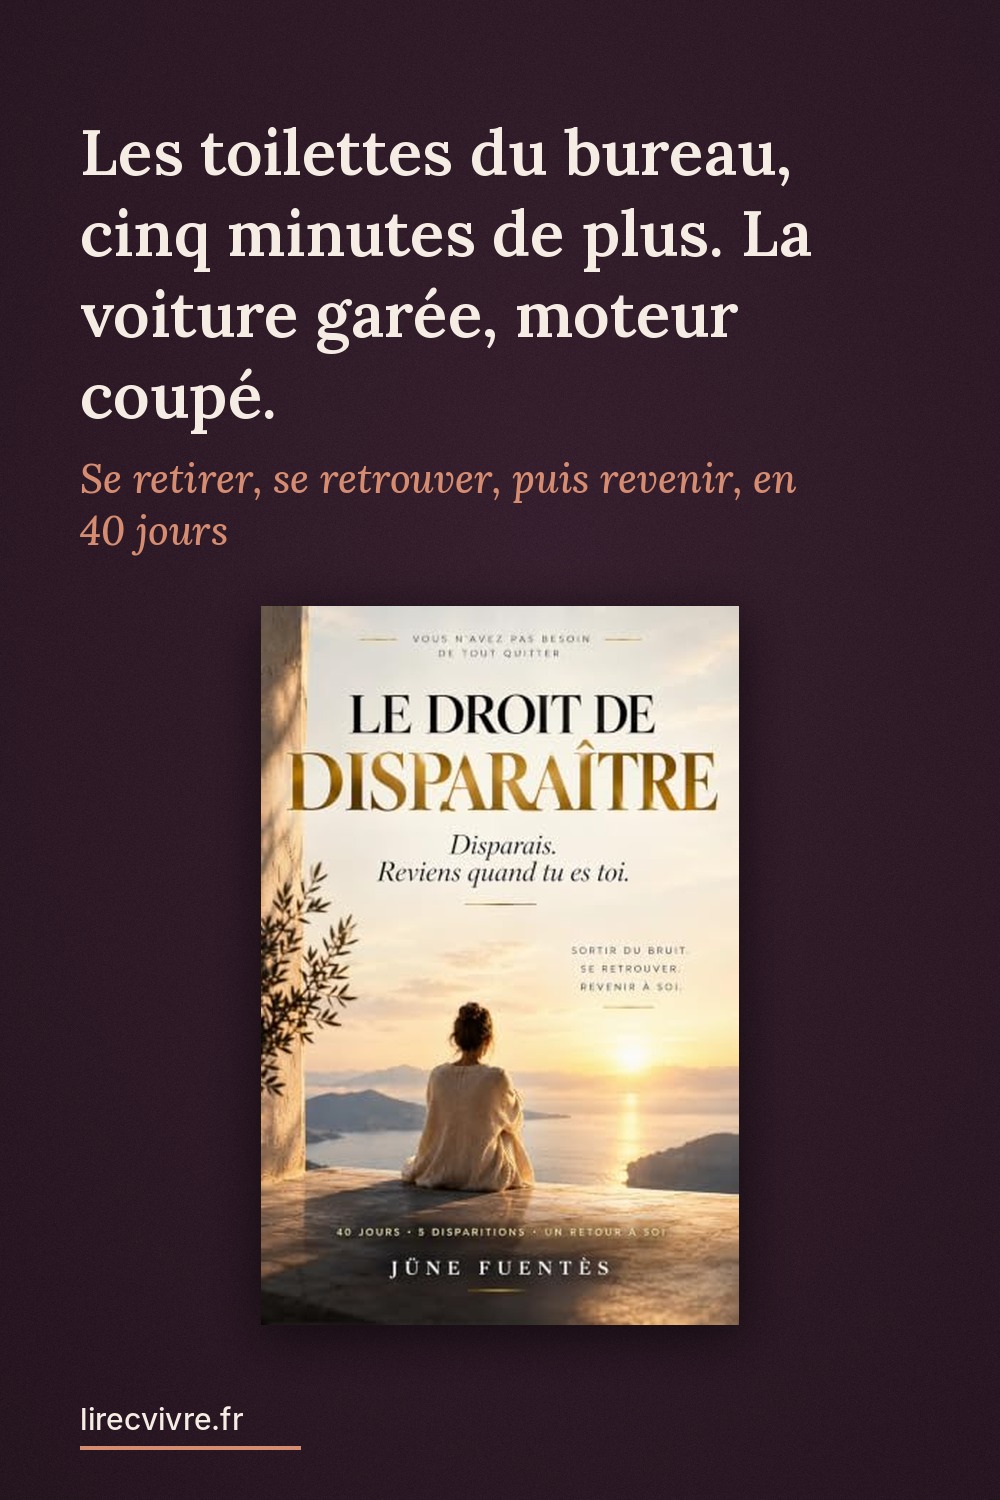 Les toilettes du bureau,
cinq minutes de plus. La
voiture garée, moteur
coupé.
Se retirer, se retrouver, puis revenir, en
40 jours
VOUS N'AVEZ PAS BESOIN
DE TOUT QUITTER
LE DROIT DE
DISPARAÎTRE
Disparais.
Reviens quand tu es toi.
SORTIR DU BRUIT.
SE RETROUVER.
REVENIR À SOI.
40 JOURS • 5 DISPARITIONS • UN RETOUR À SOI
JÜNE FUENTÈS
lirecvivre.fr